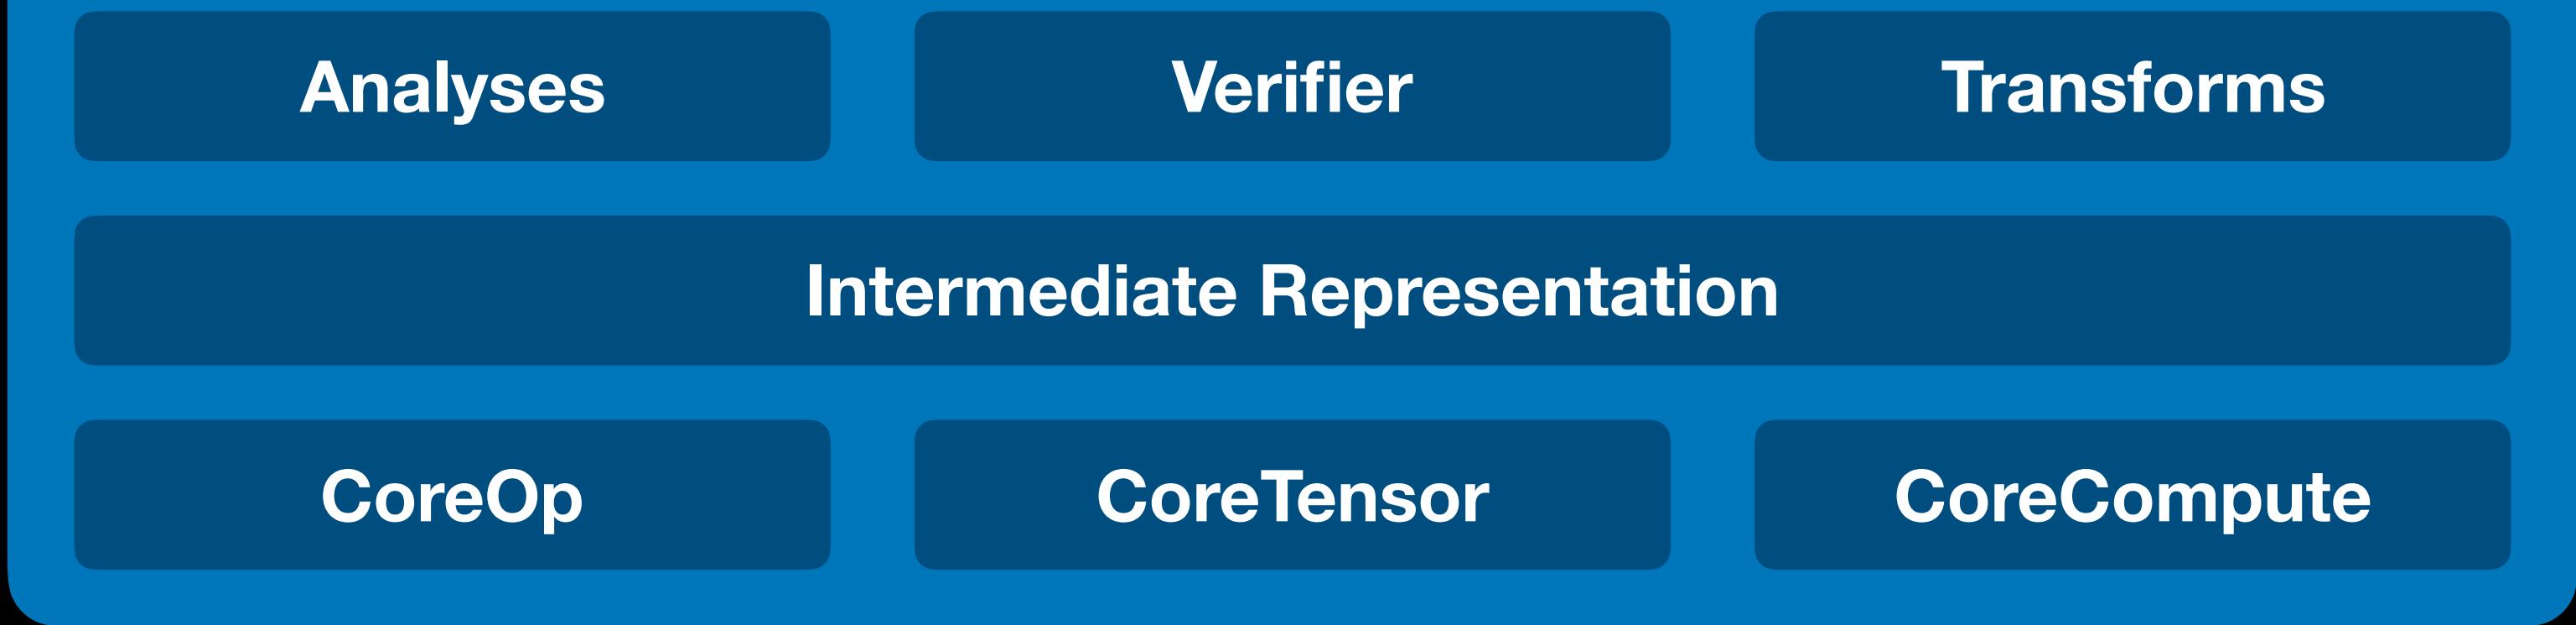 Analyses
Verifier
Transforms
Intermediate Representation
CoreOp
CoreTensor
CoreCompute